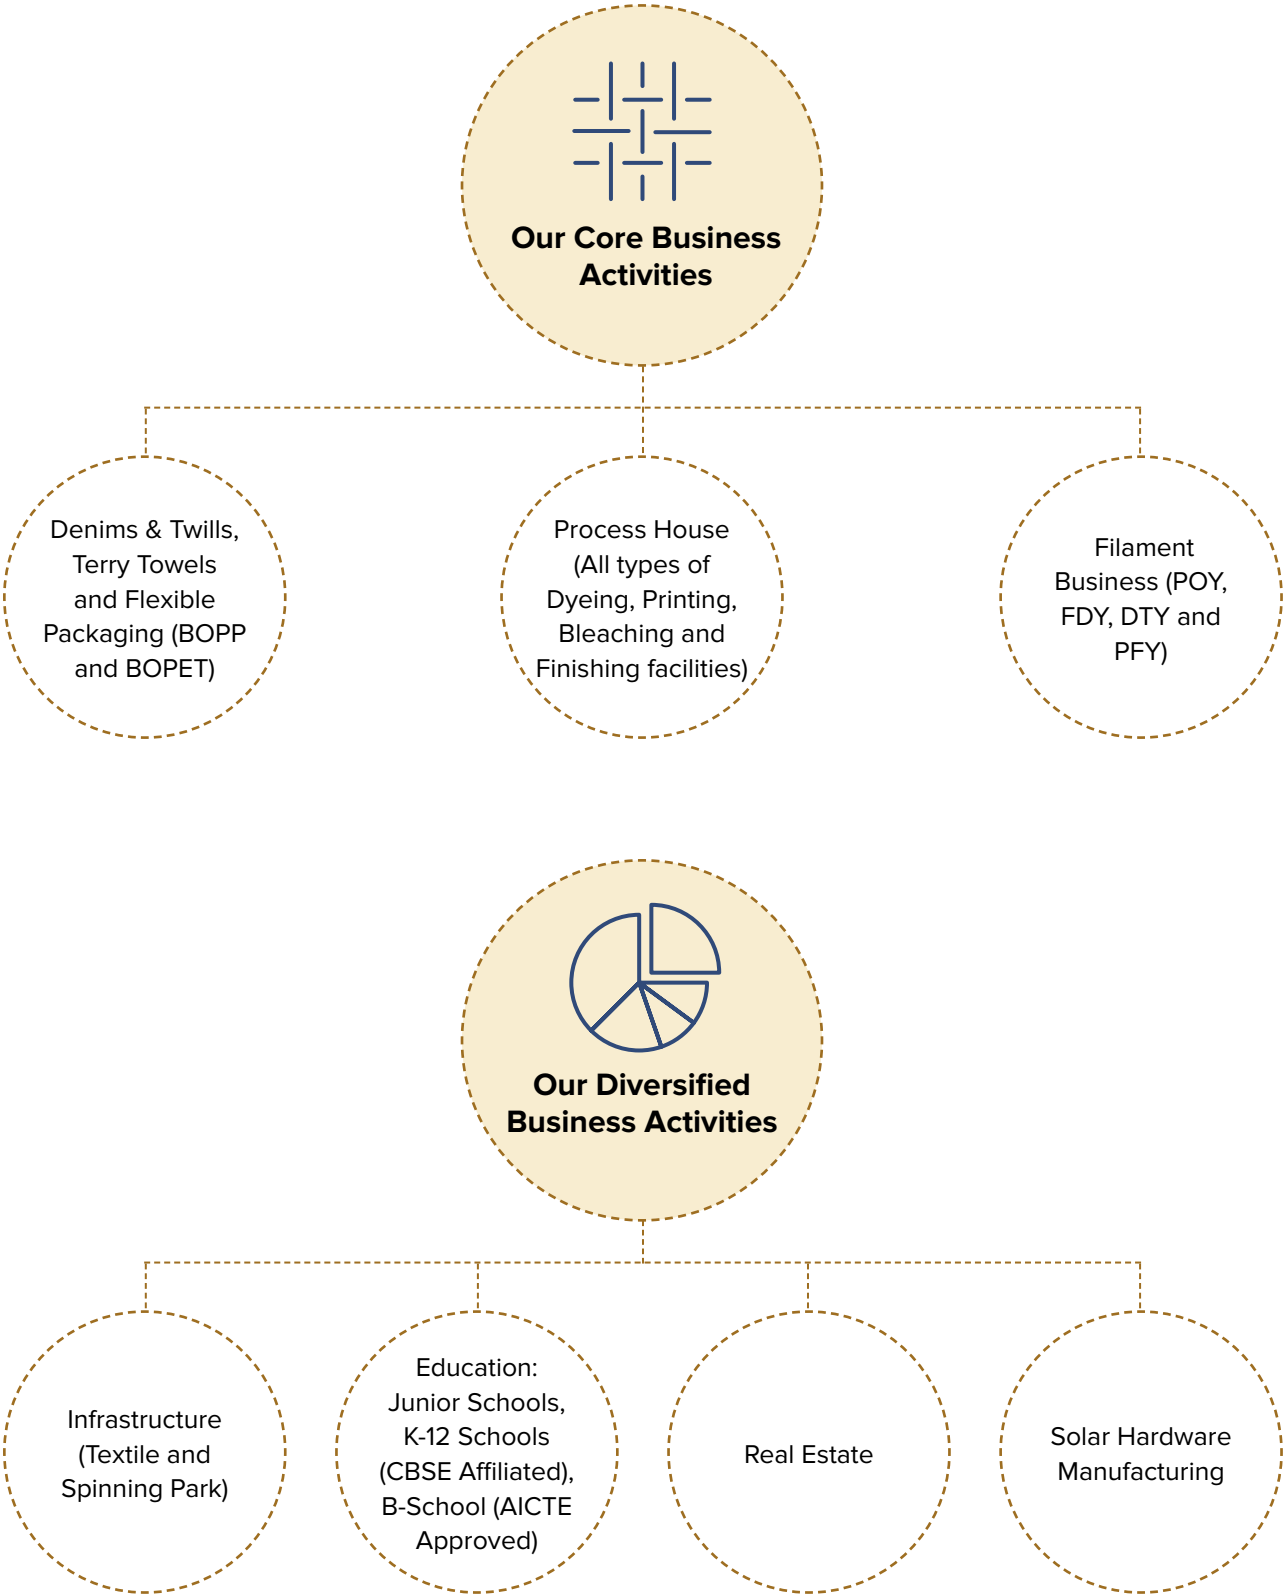 Our Core Business
Activities
Denims & Twills,
Terry Towels
and Flexible
Packaging (BOPP
and BOPET)
Process House
(All types of
Dyeing, Printing,
Bleaching and
Finishing facilities)
Filament
Business (POY,
FDY, DTY and
PFY)
Our Diversified
Business Activities
Infrastructure
(Textile and
Spinning Park)
Education:
Junior Schools,
K-12 Schools
(CBSE Affiliated),
B-School (AICTE
Approved)
Real Estate
Solar Hardware
Manufacturing